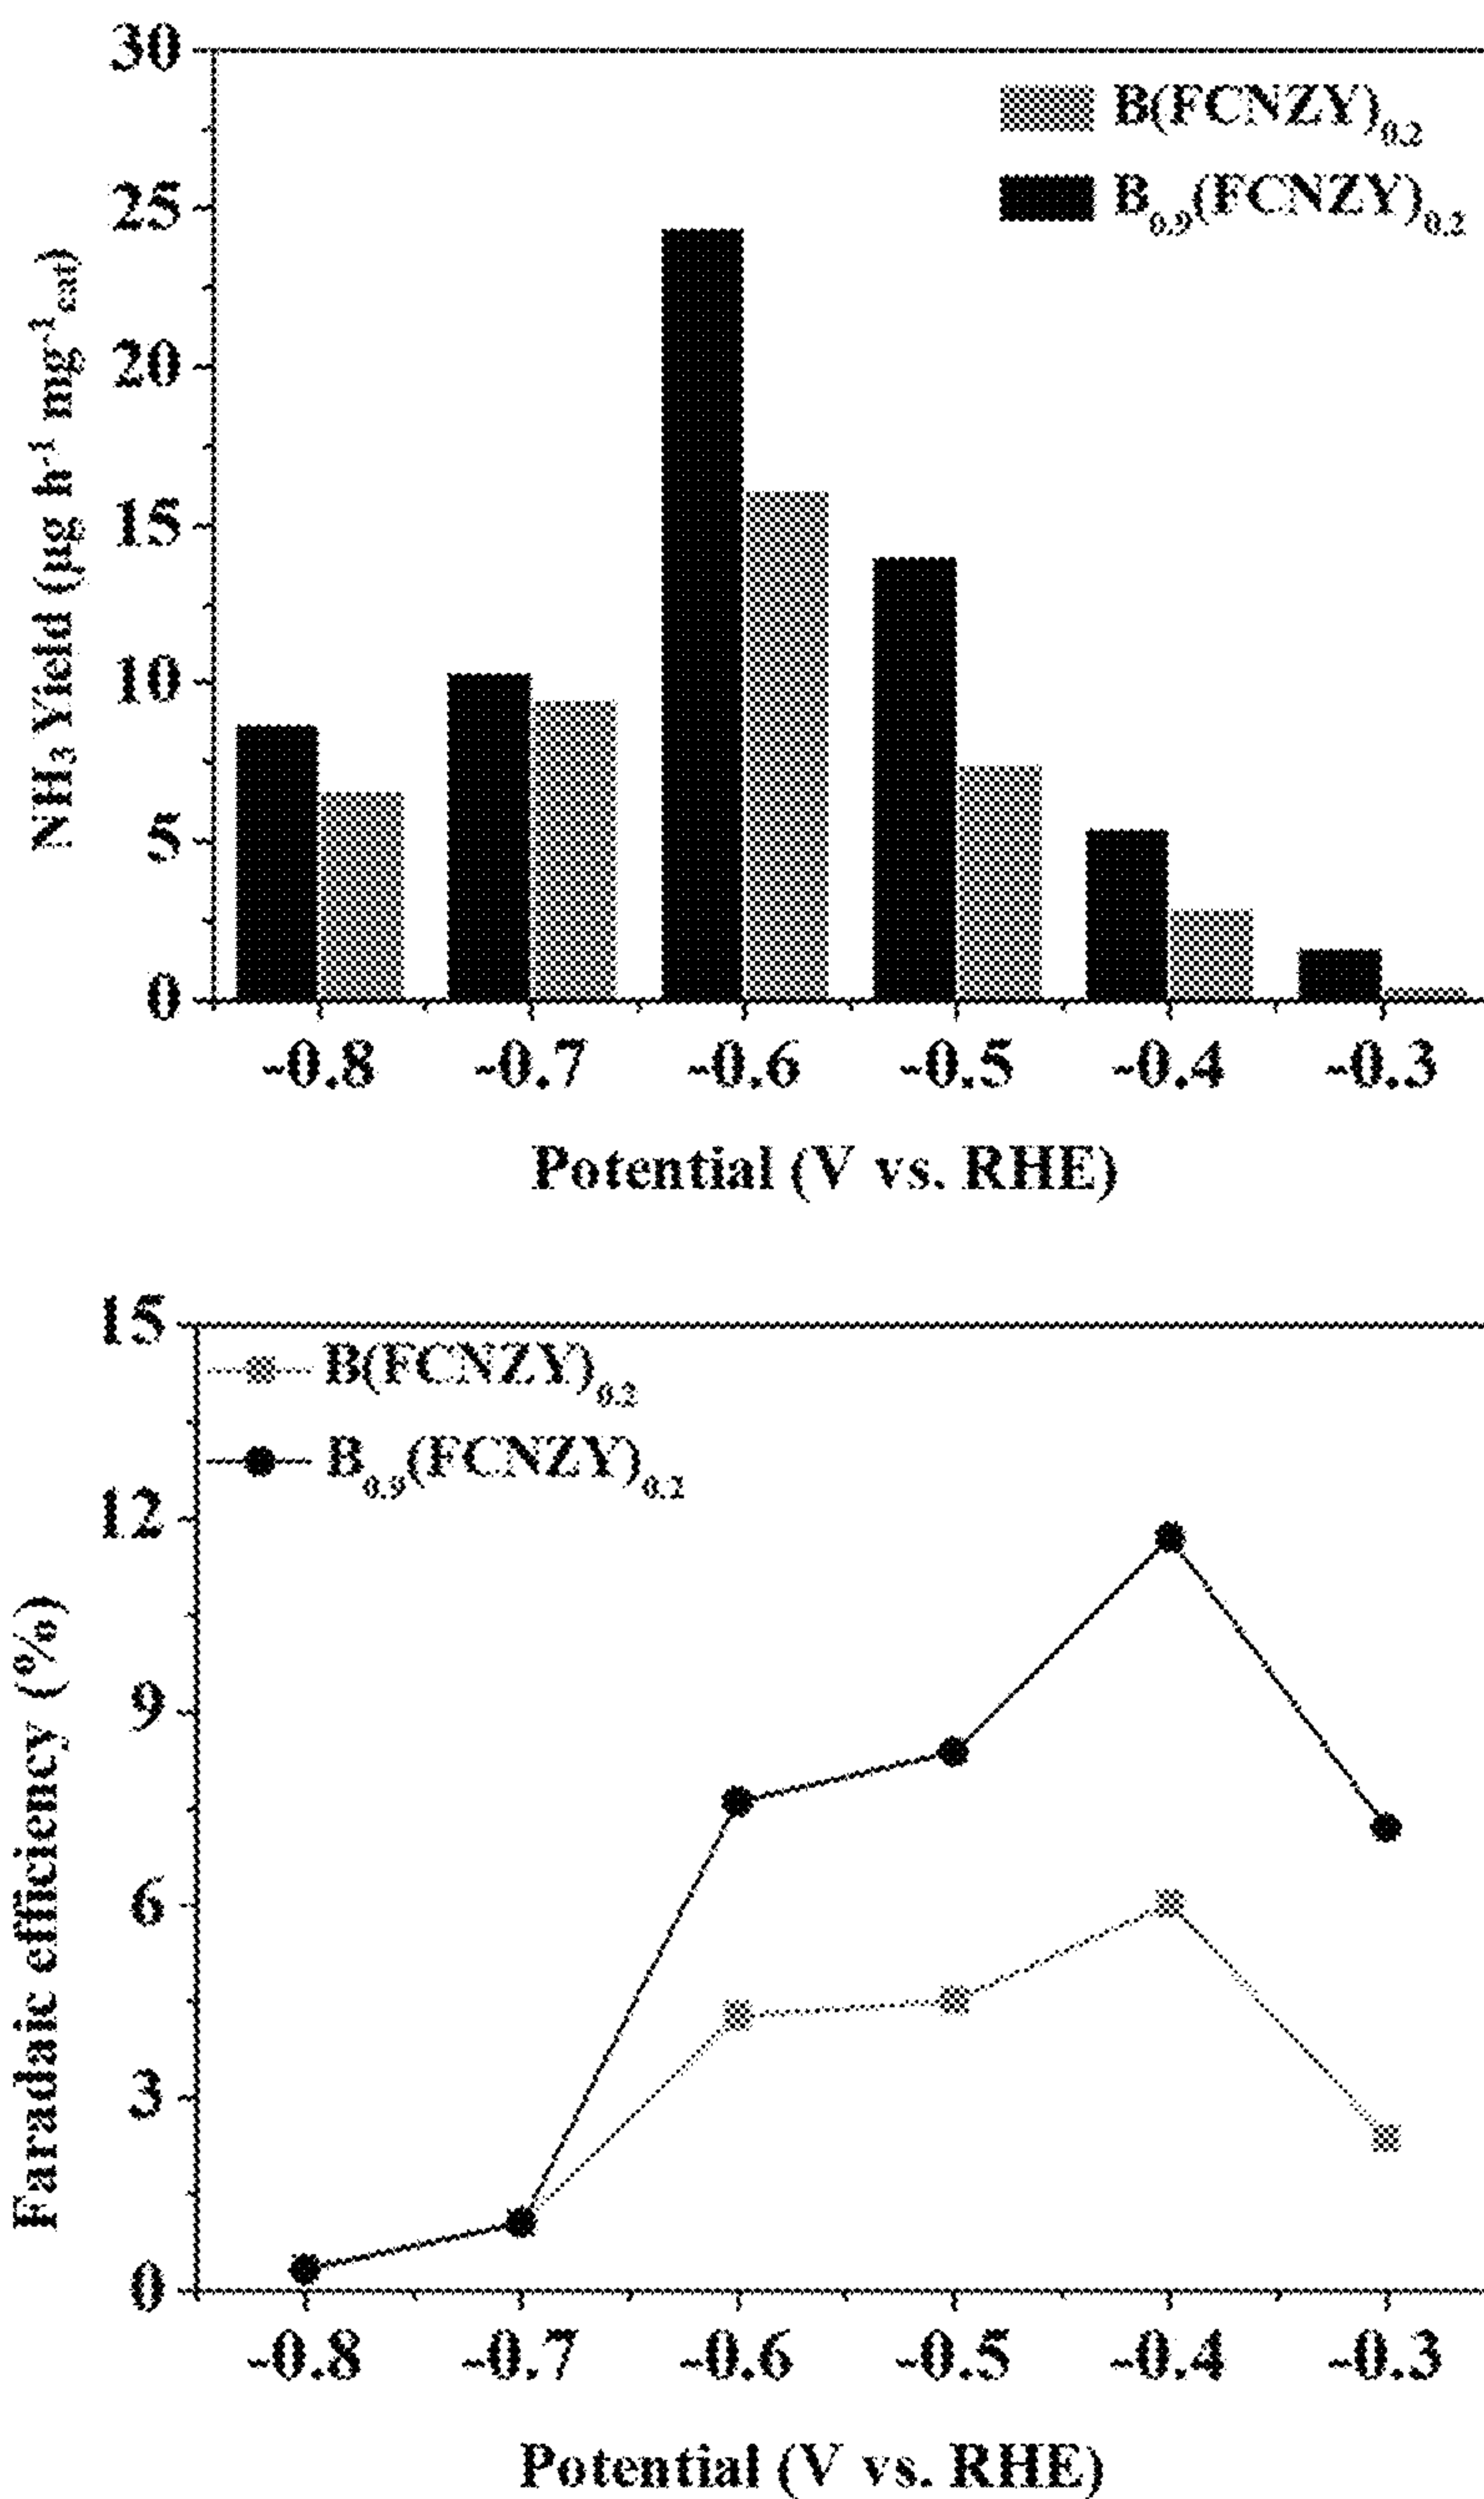 30
25
20
15
10
5
0
NH₃ Yield (μg h⁻¹ mg⁻¹cat)
B(FCNZY)₀.₂
B₀.₉(FCNZY)₀.₂
-0.8 -0.7 -0.6 -0.5 -0.4 -0.3
Potential (V vs. RHE)
15
12
9
6
3
0
Faradaic efficiency (%)
B(FCNZY)₀.₂
B₀.₉(FCNZY)₀.₂
-0.8 -0.7 -0.6 -0.5 -0.4 -0.3
Potential (V vs. RHE)